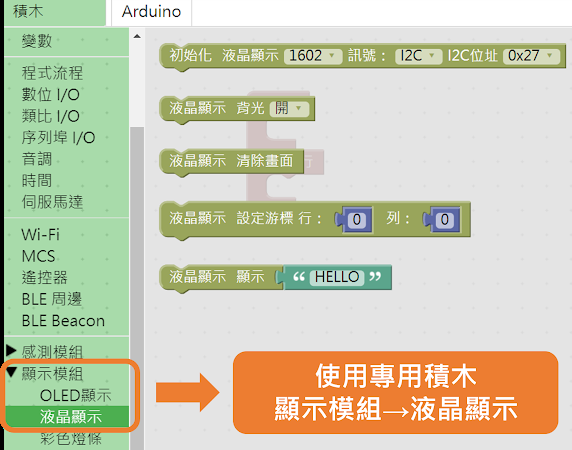 積木
Arduino
變數
程式流程
數位 I/O
類比 I/O
序列埠 I/O
音調
時間
伺服馬達
Wi-Fi
MCS
遙控器
BLE 周邊
BLE Beacon
感測模組
顯示模組
OLED顯示
液晶顯示
彩色燈條
初始化 液晶顯示 1602 訊號： I2C I2C位址 0x27
液晶顯示 背光 開
液晶顯示 清除畫面
行
液晶顯示 設定游標 行： 0 列： 0
液晶顯示 顯示 “ HELLO ”
使用專用積木
顯示模組→液晶顯示